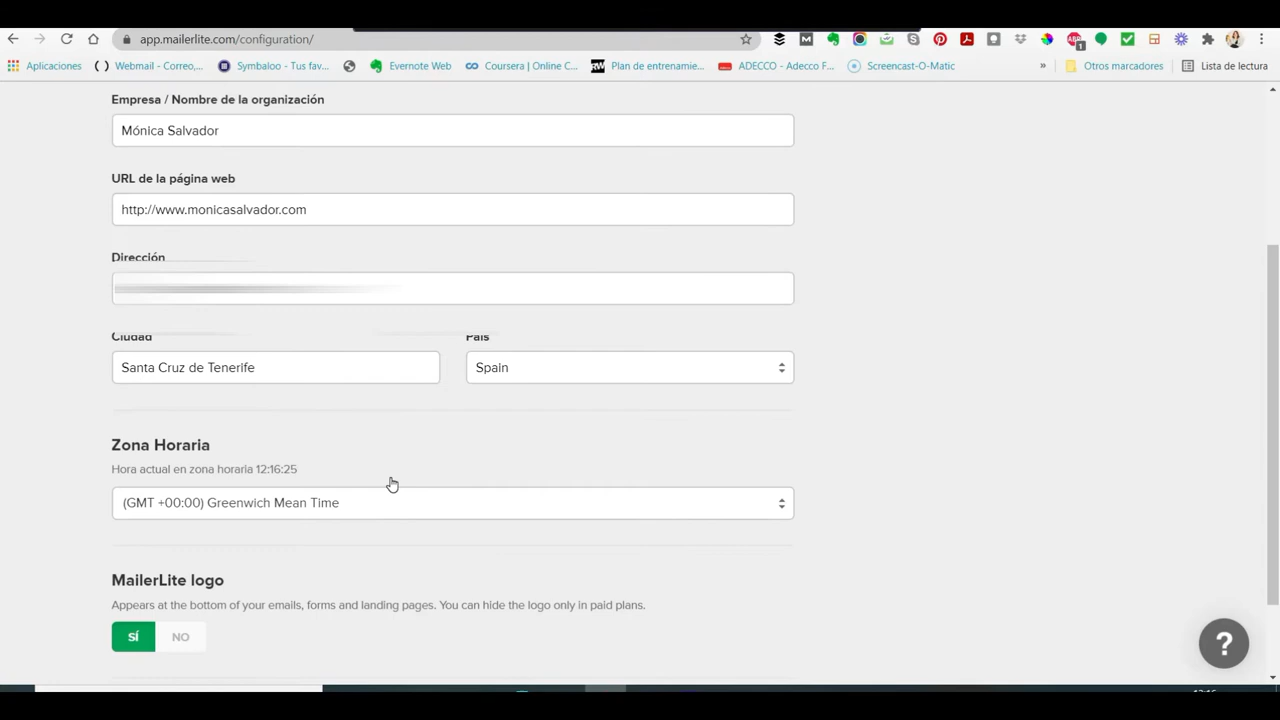 app.mailerlite.com/configuration/
Aplicaciones
Webmail - Correo,...
Symbaloo - Tus fav...
Evernote Web
Coursera | Online C...
Plan de entrenamie...
ADECCO - Adecco F...
Screencast-O-Matic
»
Otros marcadores
Lista de lectura
Empresa / Nombre de la organización
Mónica Salvador
URL de la página web
http://www.monicasalvador.com
Dirección
Ciudad País
Santa Cruz de Tenerife Spain
Zona Horaria
Hora actual en zona horaria 12:16:25
(GMT +00:00) Greenwich Mean Time
MailerLite logo
Appears at the bottom of your emails, forms and landing pages. You can hide the logo only in paid plans.
SÍ NO
?